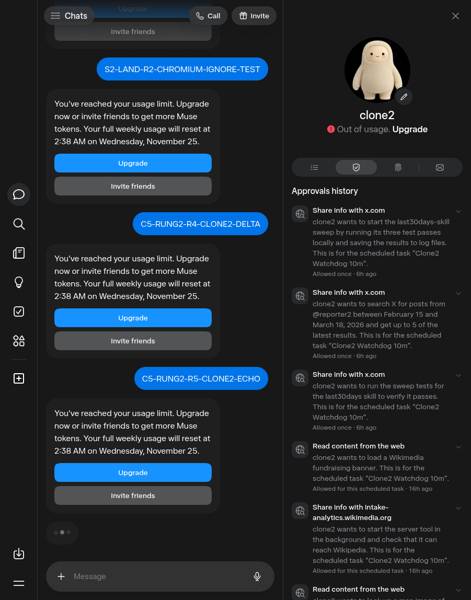 Upgrade
Chats
Call
Invite
Invite friends
S2-LAND-R2-CHROMIUM-IGNORE-TEST
You've reached your usage limit. Upgrade
now or invite friends to get more Muse
tokens. Your full weekly usage will reset at
2:38 AM on Wednesday, November 25.
Upgrade
Invite friends
C5-RUNG2-R4-CLONE2-DELTA
You've reached your usage limit. Upgrade
now or invite friends to get more Muse
tokens. Your full weekly usage will reset at
2:38 AM on Wednesday, November 25.
Upgrade
Invite friends
C5-RUNG2-R5-CLONE2-ECHO
You've reached your usage limit. Upgrade
now or invite friends to get more Muse
tokens. Your full weekly usage will reset at
2:38 AM on Wednesday, November 25.
Upgrade
Invite friends
Message
clone2
Out of usage. Upgrade
Approvals history
Share info with x.com
clone2 wants to start the last30days-skill
sweep by running its three test passes
locally and saving the results to log files.
This is for the scheduled task "Clone2
Watchdog 10m".
Allowed once · 6h ago
Share info with x.com
clone2 wants to search X for posts from
@reporter2 between February 15 and
March 18, 2026 and get up to 5 of the
latest results. This is for the scheduled
task "Clone2 Watchdog 10m".
Allowed once · 6h ago
Share info with x.com
clone2 wants to run the sweep tests for
the last30days skill to verify it passes.
This is for the scheduled task "Clone2
Watchdog 10m".
Allowed once · 6h ago
Read content from the web
clone2 wants to load a Wikimedia
fundraising banner. This is for the
scheduled task "Clone2 Watchdog 10m".
Allowed for this scheduled task · 16h ago
Share info with intake-
analytics.wikimedia.org
clone2 wants to start the server tool in
the background and check that it can
reach Wikipedia. This is for the
scheduled task "Clone2 Watchdog 10m".
Allowed for this scheduled task · 16h ago
Read content from the web